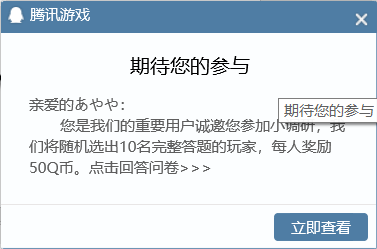 腾讯游戏
期待您的参与
亲爱的あやや：
期待您的参与
您是我们的重要用户诚邀您参加小调研，我
们将随机选出10名完整答题的玩家，每人奖励
50Q币。点击回答问卷>>>
立即查看